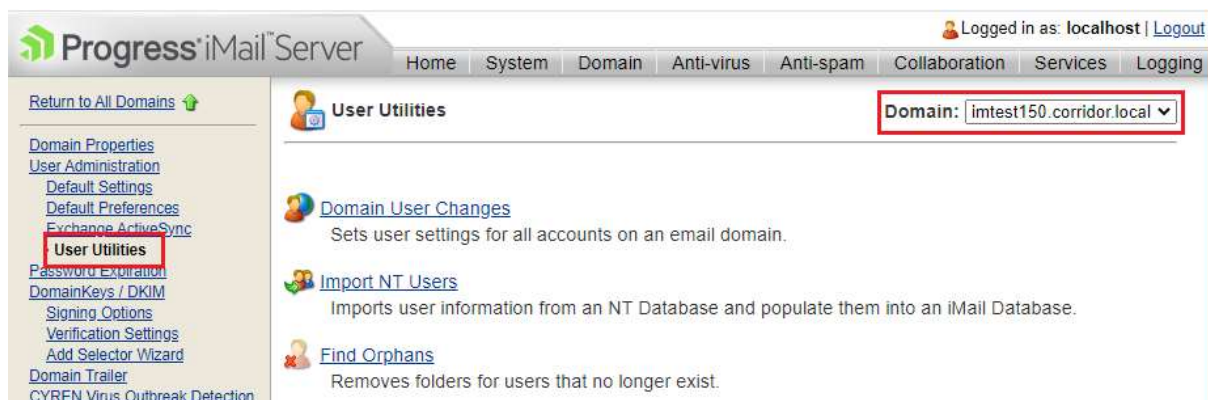 Progress® iMail™ Server
Logged in as: localhost | Logout
Home System Domain Anti-virus Anti-spam Collaboration Services Logging
Return to All Domains
Domain Properties
User Administration
Default Settings
Default Preferences
Exchange ActiveSync
User Utilities
Password Expiration
DomainKeys / DKIM
Signing Options
Verification Settings
Add Selector Wizard
Domain Trailer
CYREN Virus Outbreak Detection
User Utilities
Domain: imtest150.corridor.local
Domain User Changes
Sets user settings for all accounts on an email domain.
Import NT Users
Imports user information from an NT Database and populate them into an iMail Database.
Find Orphans
Removes folders for users that no longer exist.